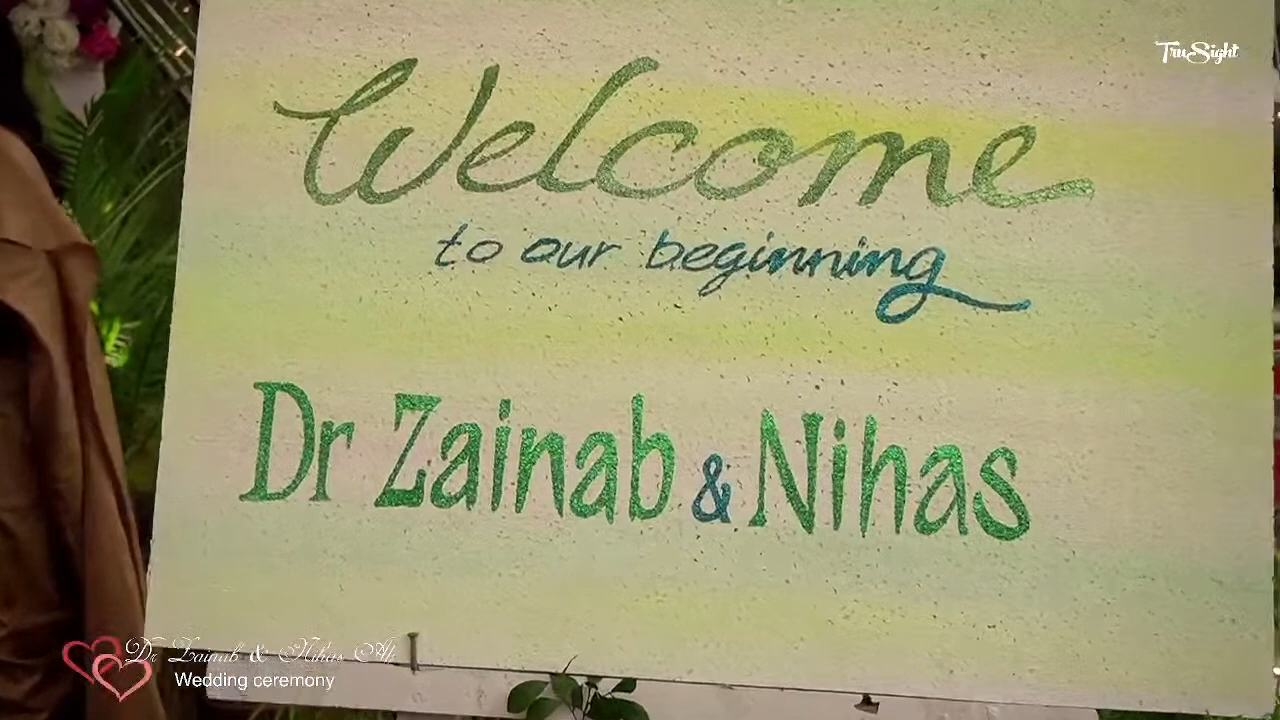 TruSight
Welcome
to our beginning
Dr Zainab & Nihas
Dr Zainab & Nihas Ali
Wedding ceremony